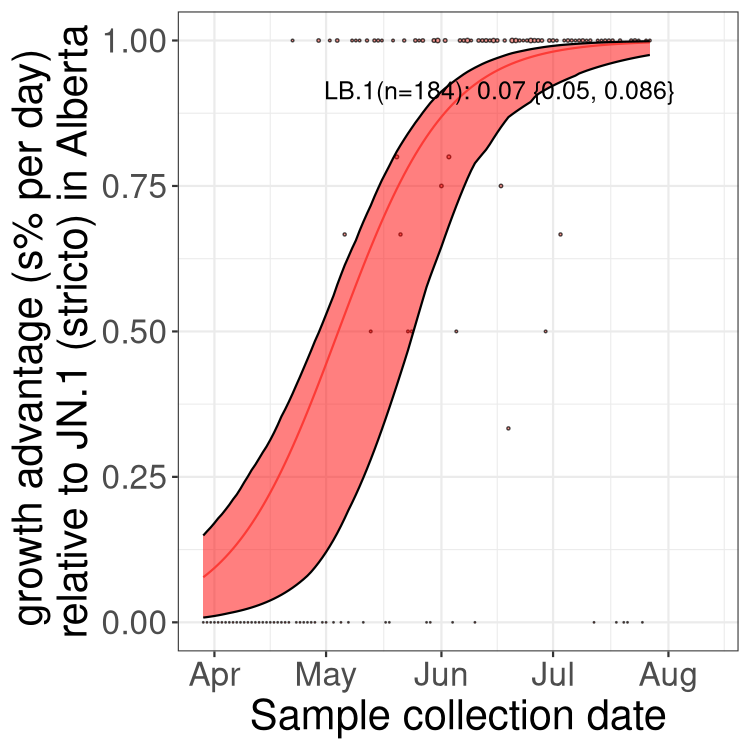 growth advantage (s% per day)
relative to JN.1 (stricto) in Alberta
1.00
0.75
0.50
0.25
0.00
LB.1(n=184): 0.07 {0.05, 0.086}
Apr May Jun Jul Aug
Sample collection date